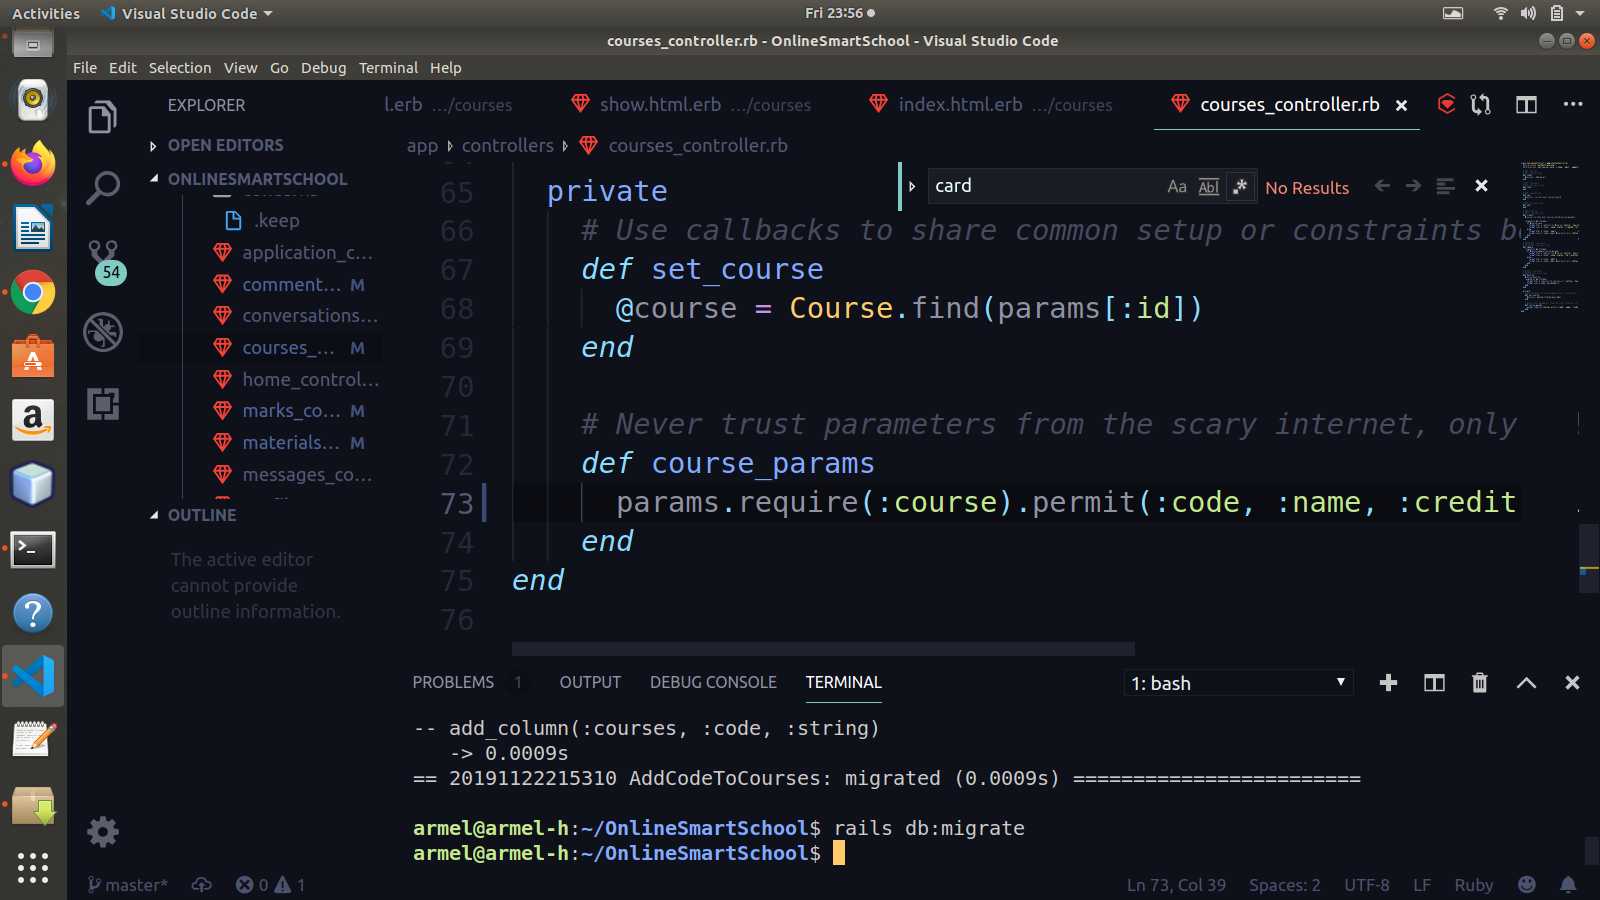 Activities Visual Studio Code Fri 23:56
courses_controller.rb - OnlineSmartSchool - Visual Studio Code
File Edit Selection View Go Debug Terminal Help
EXPLORER
l.erb …/courses show.html.erb …/courses index.html.erb …/courses courses_controller.rb
OPEN EDITORS
app controllers courses_controller.rb
ONLINESMARTSCHOOL
.keep
application_c...
comment... M
conversations...
courses_... M
home_control...
marks_co... M
materials... M
messages_co...
OUTLINE
The active editor
cannot provide
outline information.
54
card Aa Abl .* No Results
65 private
66 # Use callbacks to share common setup or constraints b
67 def set_course
68 @course = Course.find(params[:id])
69 end
70
71 # Never trust parameters from the scary internet, only
72 def course_params
73 params.require(:course).permit(:code, :name, :credit
74 end
75 end
76
PROBLEMS 1 OUTPUT DEBUG CONSOLE TERMINAL 1: bash
-- add_column(:courses, :code, :string)
-> 0.0009s
== 20191122215310 AddCodeToCourses: migrated (0.0009s) ========================
armel@armel-h:~/OnlineSmartSchool$ rails db:migrate
armel@armel-h:~/OnlineSmartSchool$
master* 0 1 Ln 73, Col 39 Spaces: 2 UTF-8 LF Ruby